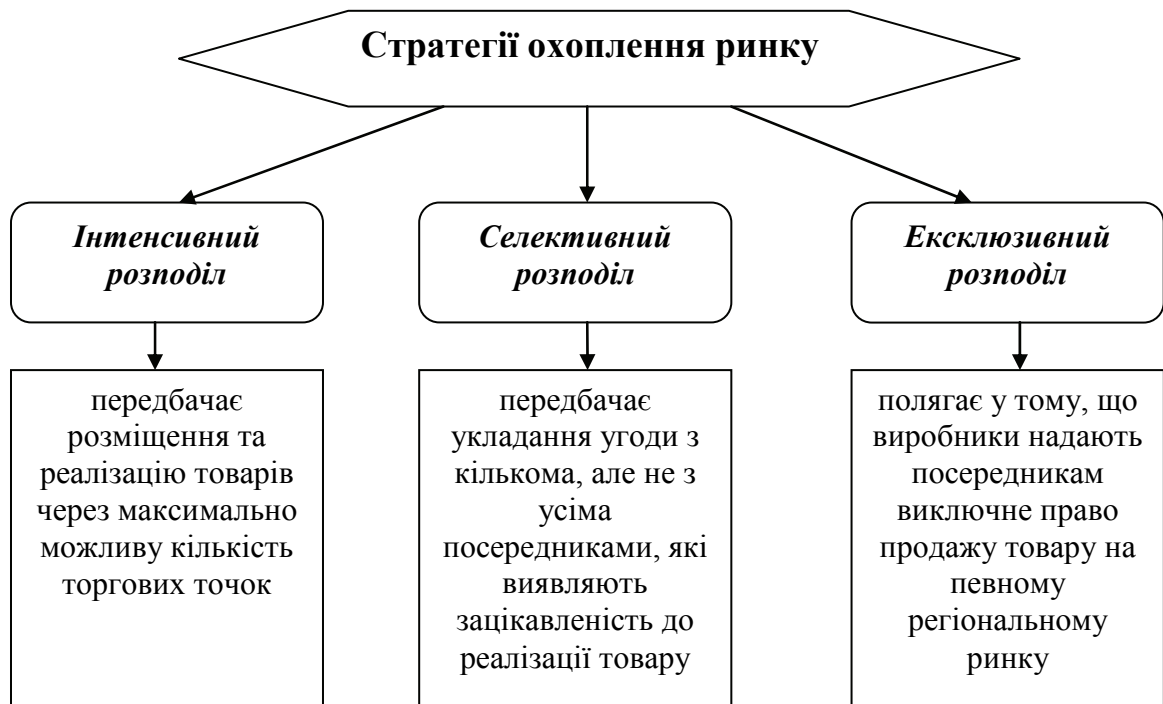 Стратегії охоплення ринку
Інтенсивний
розподіл
Селективний
розподіл
Ексклюзивний
розподіл
передбачає
розміщення та
реалізацію товарів
через максимально
можливу кількість
торгових точок
передбачає
укладання угоди з
кількома, але не з
усіма
посередниками, які
виявляють
зацікавленість до
реалізації товару
полягає у тому, що
виробники надають
посередникам
виключне право
продажу товару на
певному
регіональному
ринку